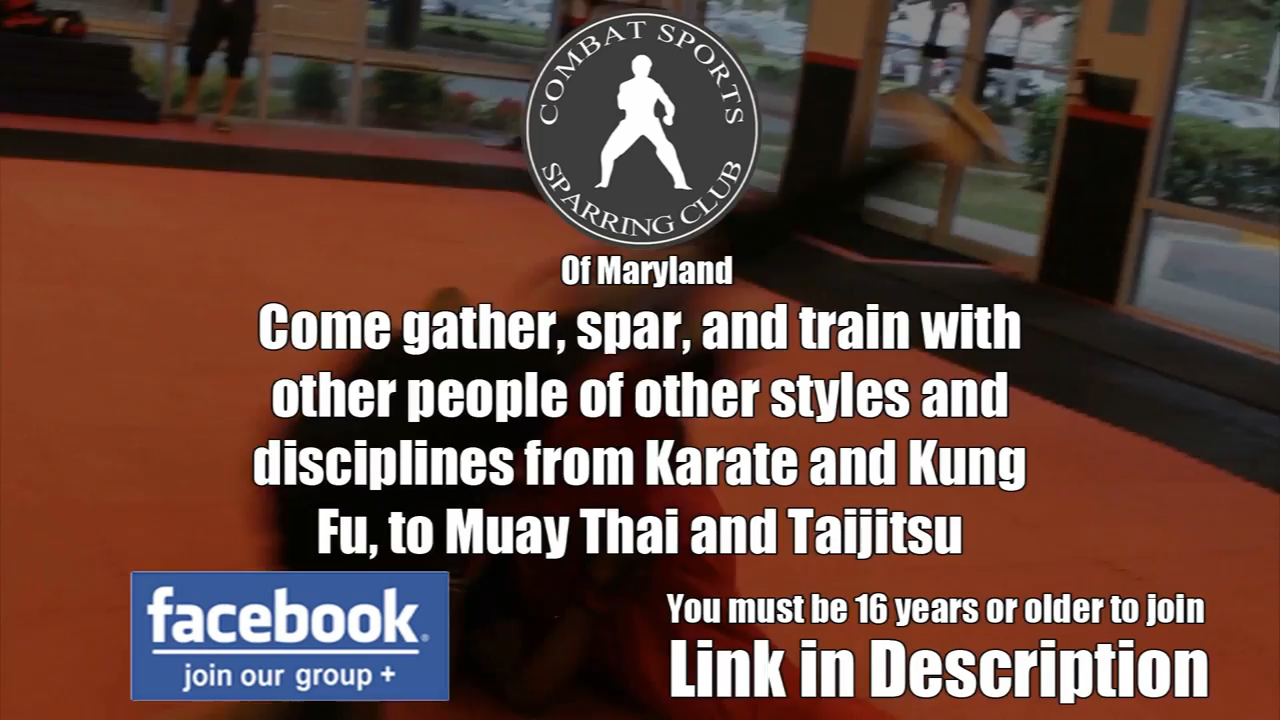 COMBAT SPORTS
SPARRING CLUB
Of Maryland
Come gather, spar, and train with
other people of other styles and
disciplines from Karate and Kung
Fu, to Muay Thai and Taijitsu
facebook®
join our group +
You must be 16 years or older to join
Link in Description